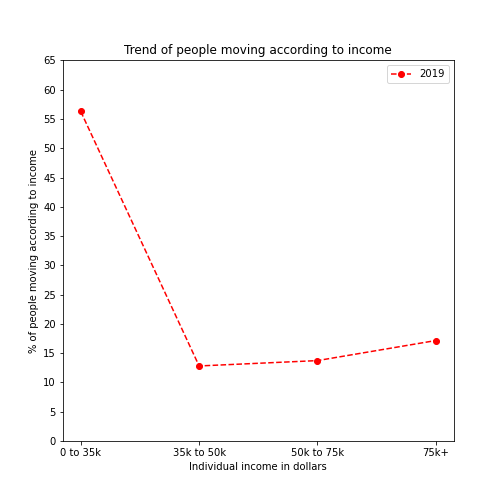 Trend of people moving according to income
2019
% of people moving according to income
65
60
55
50
45
40
35
30
25
20
15
10
5
0
0 to 35k
35k to 50k
50k to 75k
75k+
Individual income in dollars